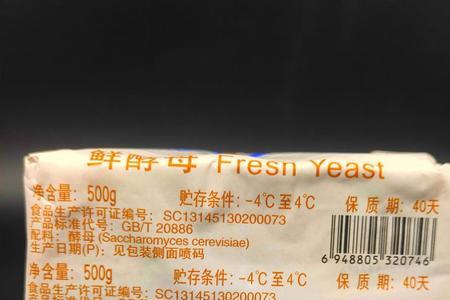 鲜酵母 Fresh Yeast
净含量: 500g 贮存条件: -4℃至4℃ 保质期: 40天
食品生产许可证编号: SC13145130200073
产品标准代号: GB/T 20886
配料: 酵母 (Saccharomyces cerevisiae)
生产日期(P): 见包装侧面喷码
6 948805 320746
净含量: 500g 贮存条件: -4℃至4℃ 保质期: 40天
食品生产许可证编号: SC13145130200073